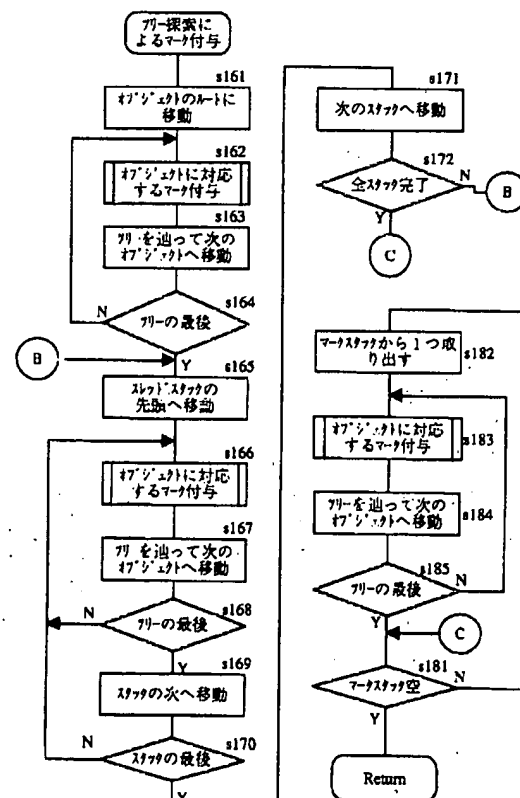 ツリー探索に
よるマーク付与
s161
オブジェクトのルートに
移動
s162
オブジェクトに対応
するマーク付与
s163
ツリーを辿って次の
オブジェクトへ移動
s164
ツリーの最後
N
Y
B
s165
スレッドスタックの
先頭へ移動
s166
オブジェクトに対応
するマーク付与
s167
ツリーを辿って次の
オブジェクトへ移動
s168
ツリーの最後
N
Y
s169
スタックの次へ移動
s170
スタックの最後
N
Y
s171
次のスタックへ移動
s172
全スタック完了
N
B
Y
C
マークスタックから1つ取
り出す
s182
オブジェクトに対応
するマーク付与
s183
ツリーを辿って次の
オブジェクトへ移動
s184
s185
ツリーの最後
N
Y
C
s181
マークスタック空
N
Y
Return